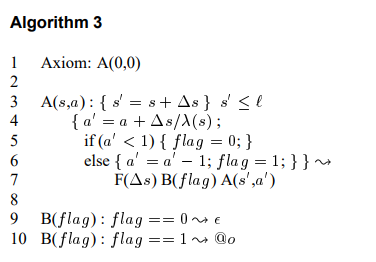 Algorithm 3
1 Axiom: A(0,0)
2
3 A(s,a) : { s′ = s+ Δs } s′ ≤ ℓ
4 { a′ = a + Δs/λ(s) ;
5 if (a′ < 1) { flag = 0; }
6 else { a′ = a′ − 1; flag = 1; } } ⇝
7 F(Δs) B(flag) A(s′,a′)
8
9 B(flag) : flag == 0 ⇝ ϵ
10 B(flag) : flag == 1 ⇝ @o